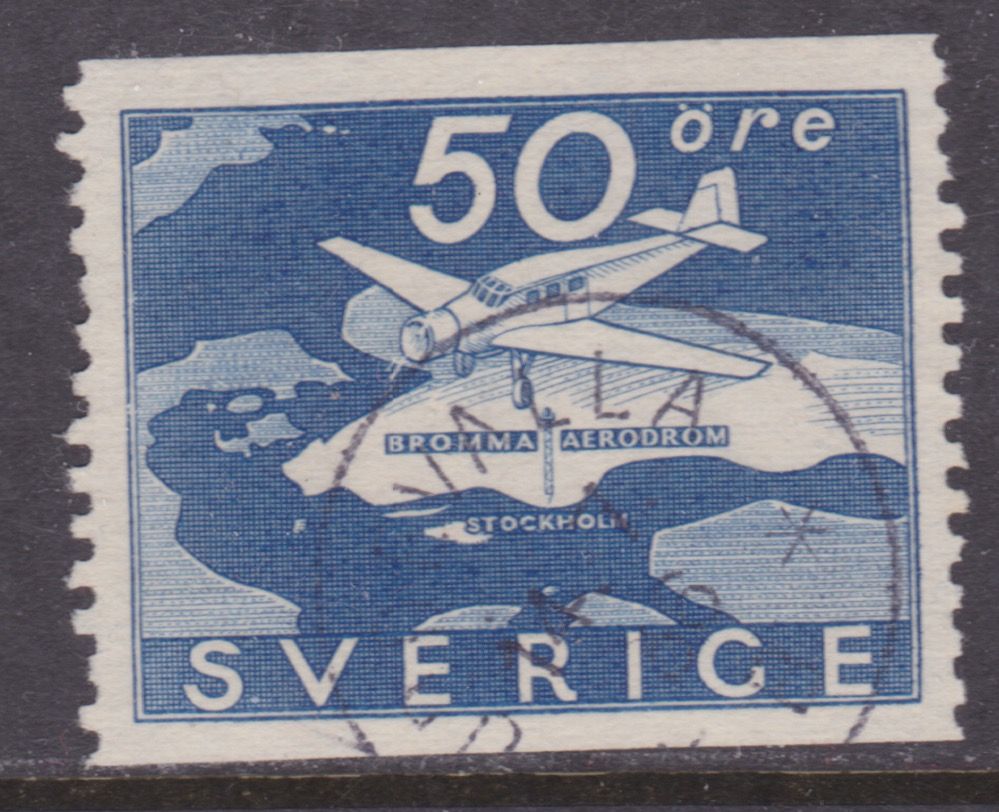 50 öre
BROMMA AERODROM
STOCKHOLM
SVERIGE